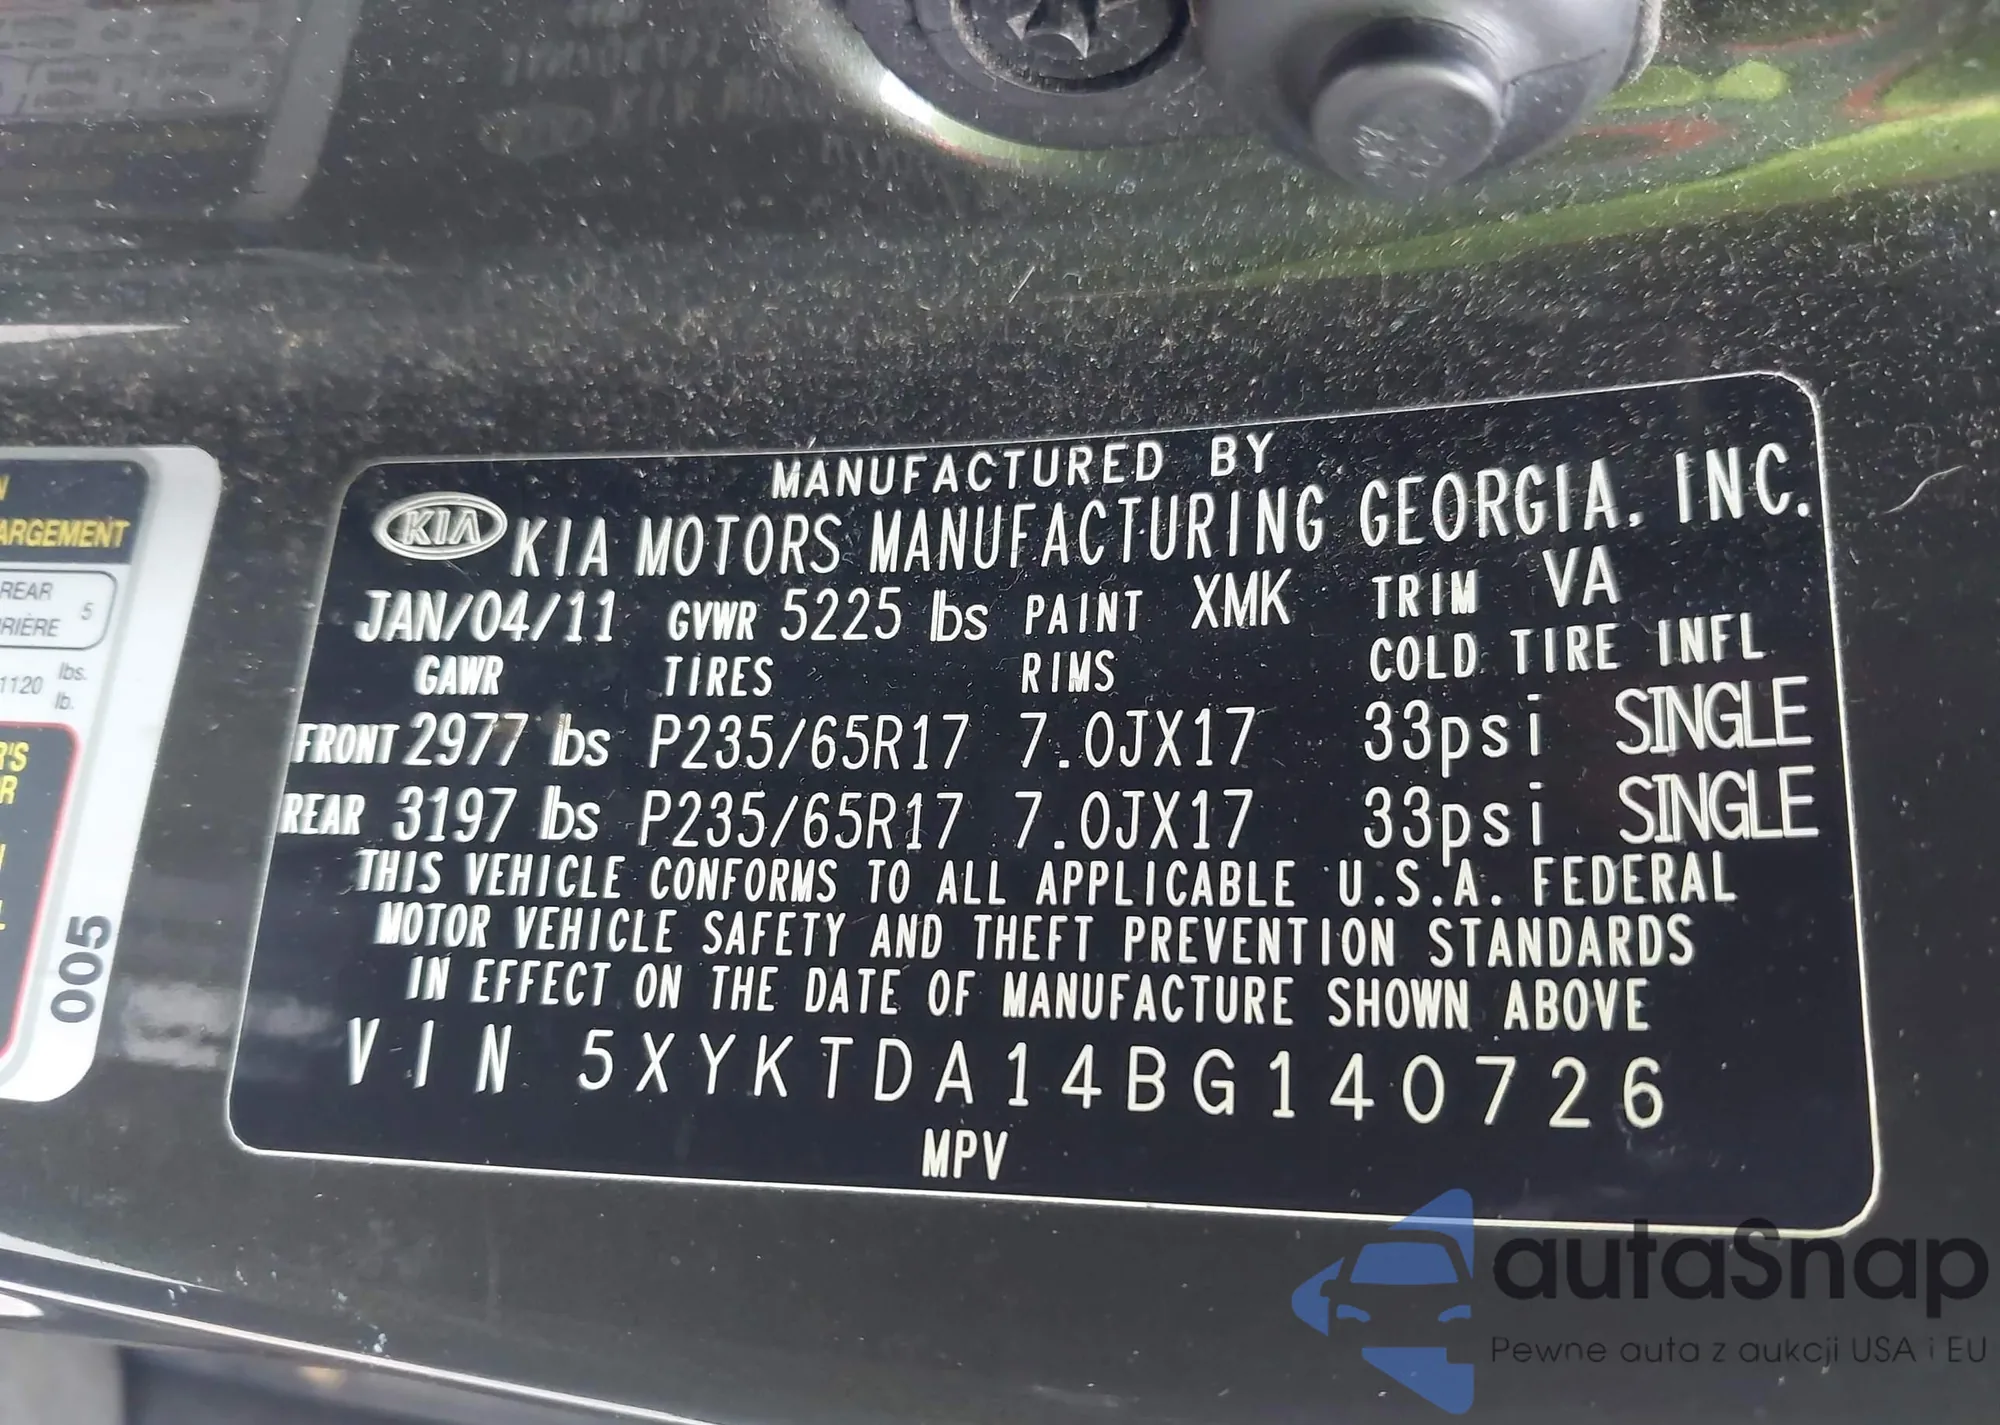 MANUFACTURED BY
KIA KIA MOTORS MANUFACTURING GEORGIA. INC.
JAN/04/11 GVWR 5225 lbs PAINT XMK TRIM VA
GAWR TIRES RIMS COLD TIRE INFL
FRONT 2977 lbs P235/65R17 7.0JX17 33psi SINGLE
REAR 3197 lbs P235/65R17 7.0JX17 33psi SINGLE
THIS VEHICLE CONFORMS TO ALL APPLICABLE U.S.A. FEDERAL
MOTOR VEHICLE SAFETY AND THEFT PREVENTION STANDARDS
IN EFFECT ON THE DATE OF MANUFACTURE SHOWN ABOVE
VIN 5XYKTDA14BG140726
MPV
ARGEMENT
REAR
RIÈRE 5
1120 lbs.
lb.
005
autoSnap
Pewne auta z aukcji USA i EU